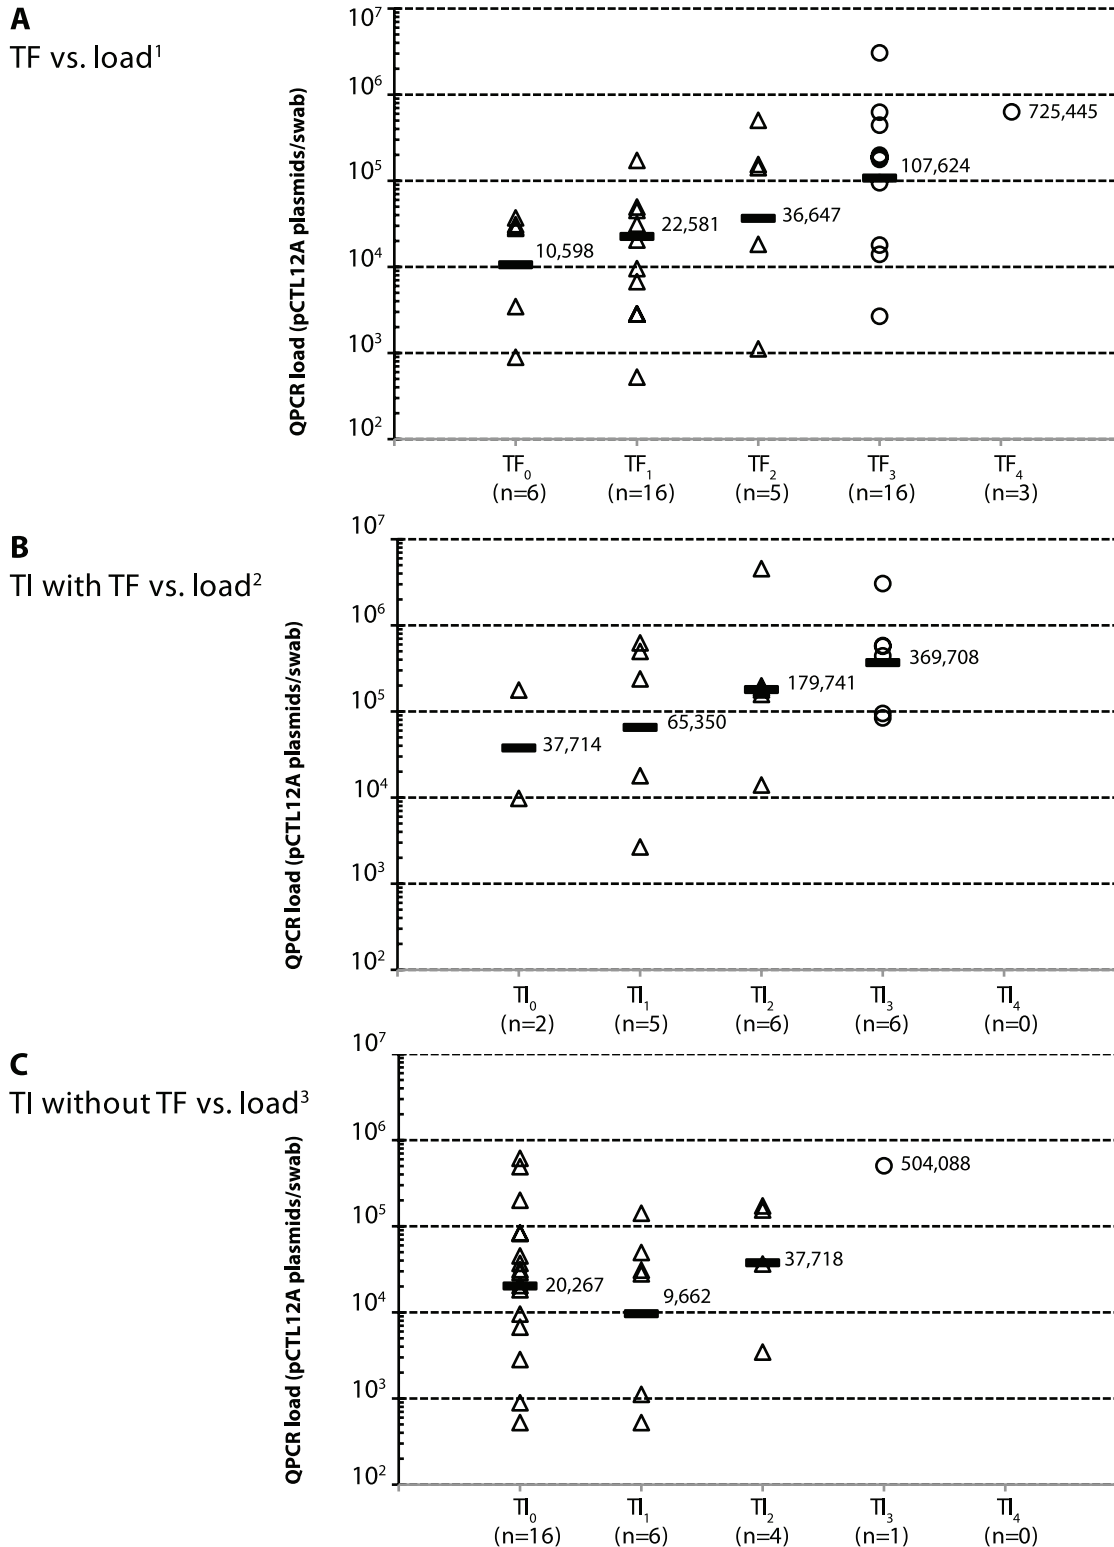 A
TF vs. load¹
QPCR load (pCTL12A plasmids/swab)
10⁷
10⁶
10⁵
10⁴
10³
10²
10,598
22,581
36,647
107,624
725,445
TF₀ TF₁ TF₂ TF₃ TF₄
(n=6) (n=16) (n=5) (n=16) (n=3)
B
TI with TF vs. load²
QPCR load (pCTL12A plasmids/swab)
10⁷
10⁶
10⁵
10⁴
10³
10²
37,714
65,350
179,741
369,708
TI₀ TI₁ TI₂ TI₃ TI₄
(n=2) (n=5) (n=6) (n=6) (n=0)
C
TI without TF vs. load³
QPCR load (pCTL12A plasmids/swab)
10⁷
10⁶
10⁵
10⁴
10³
10²
20,267
9,662
37,718
504,088
TI₀ TI₁ TI₂ TI₃ TI₄
(n=16) (n=6) (n=4) (n=1) (n=0)